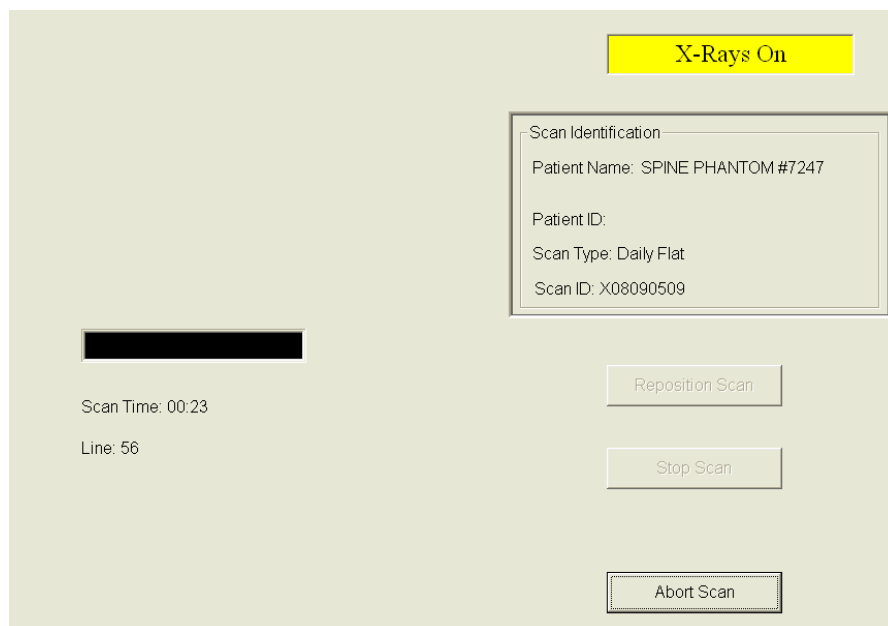 X-Rays On
Scan Identification
Patient Name: SPINE PHANTOM #7247
Patient ID:
Scan Type: Daily Flat
Scan ID: X08090509
Reposition Scan
Scan Time: 00:23
Line: 56
Stop Scan
Abort Scan